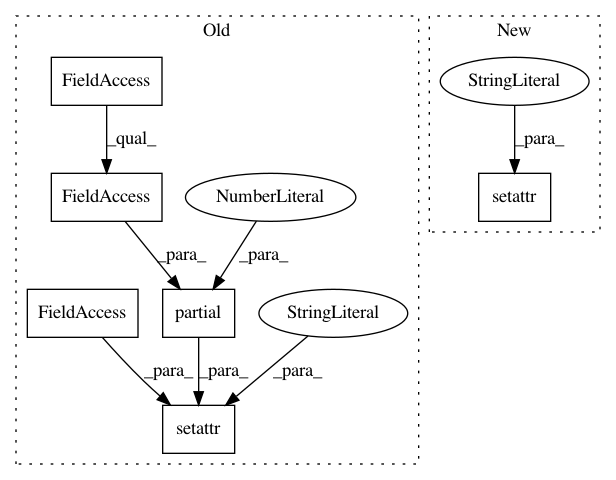 Old
New
FieldAccess
StringLiteral
_qual_
_para_
FieldAccess
NumberLiteral
setattr
_para_
_para_
FieldAccess
partial
StringLiteral
_para_
_para_
_para_
setattr